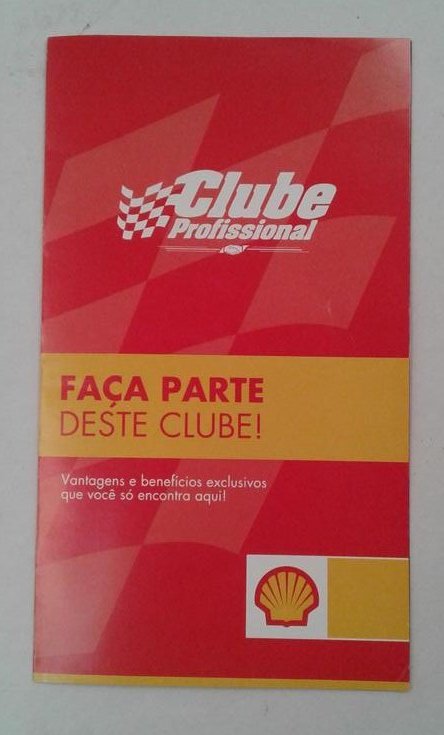 Clube
Profissional
FAÇA PARTE
DESTE CLUBE!
Vantagens e benefícios exclusivos
que você só encontra aqui!